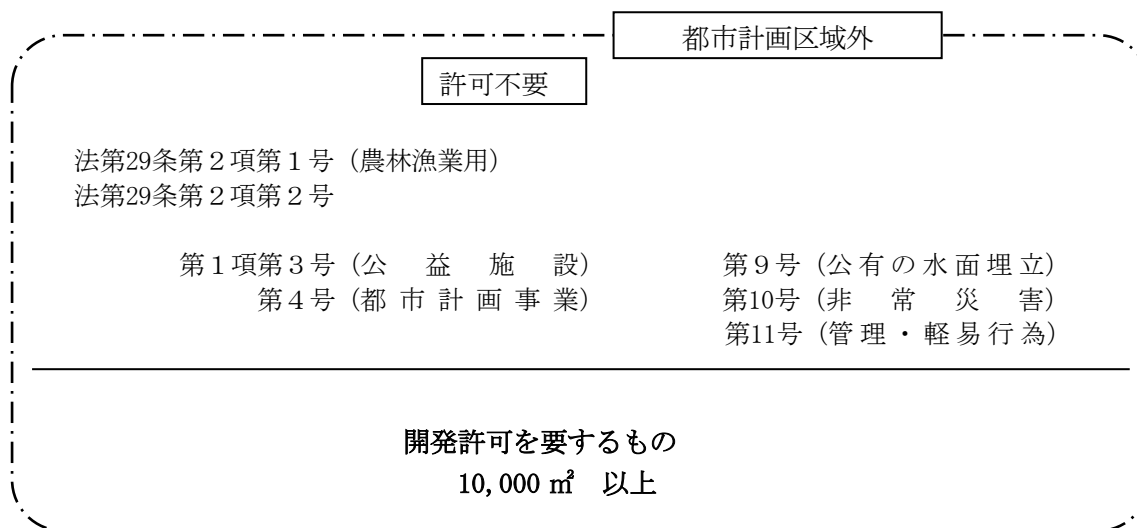 都市計画区域外
許可不要
法第29条第２項第１号（農林漁業用）
法第29条第２項第２号
第１項第３号（公益施設） 第９号（公有の水面埋立）
第４号（都市計画事業） 第10号（非常災害）
第11号（管理・軽易行為）
開発許可を要するもの
10,000 ㎡ 以上